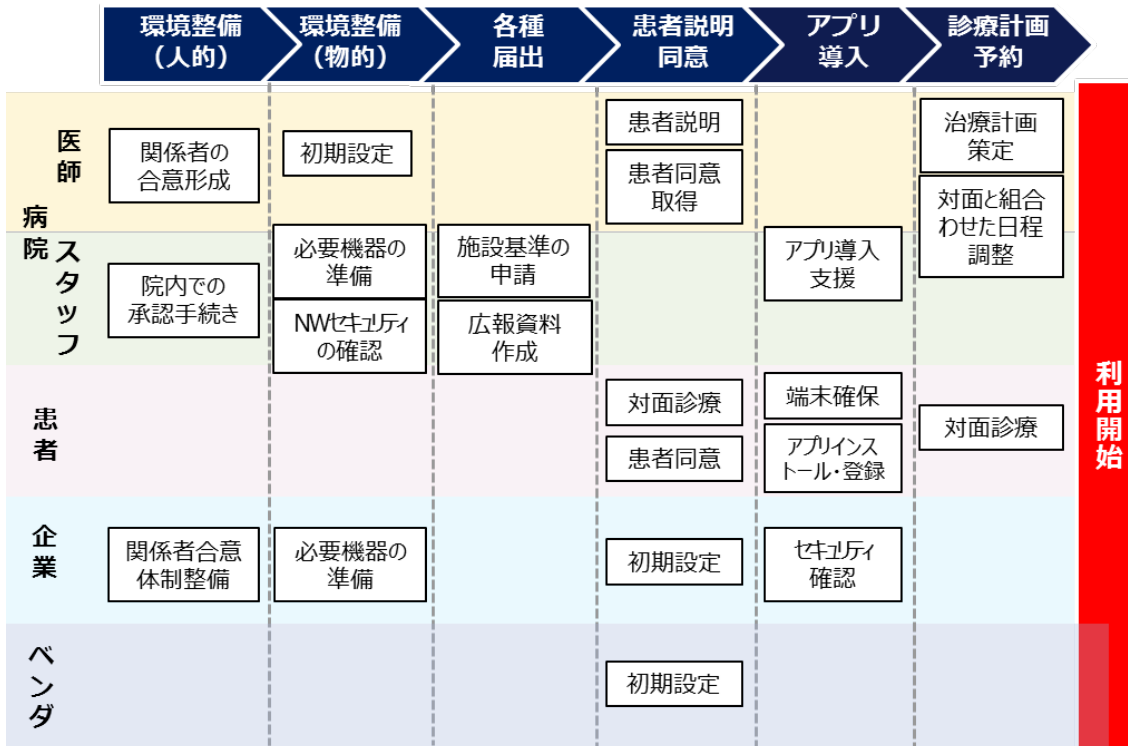 環境整備
(人的)
環境整備
(物的)
各種
届出
患者説明
同意
アプリ
導入
診療計画
予約
病院
医師
関係者の
合意形成
初期設定
患者説明
患者同意
取得
治療計画
策定
対面と組合
わせた日程
調整
スタッフ
院内での
承認手続き
必要機器の
準備
NWセキュリティ
の確認
施設基準の
申請
広報資料
作成
アプリ導入
支援
患者
対面診療
患者同意
端末確保
アプリインス
トール・登録
対面診療
企業
関係者合意
体制整備
必要機器の
準備
初期設定
セキュリティ
確認
ベンダ
初期設定
利用開始